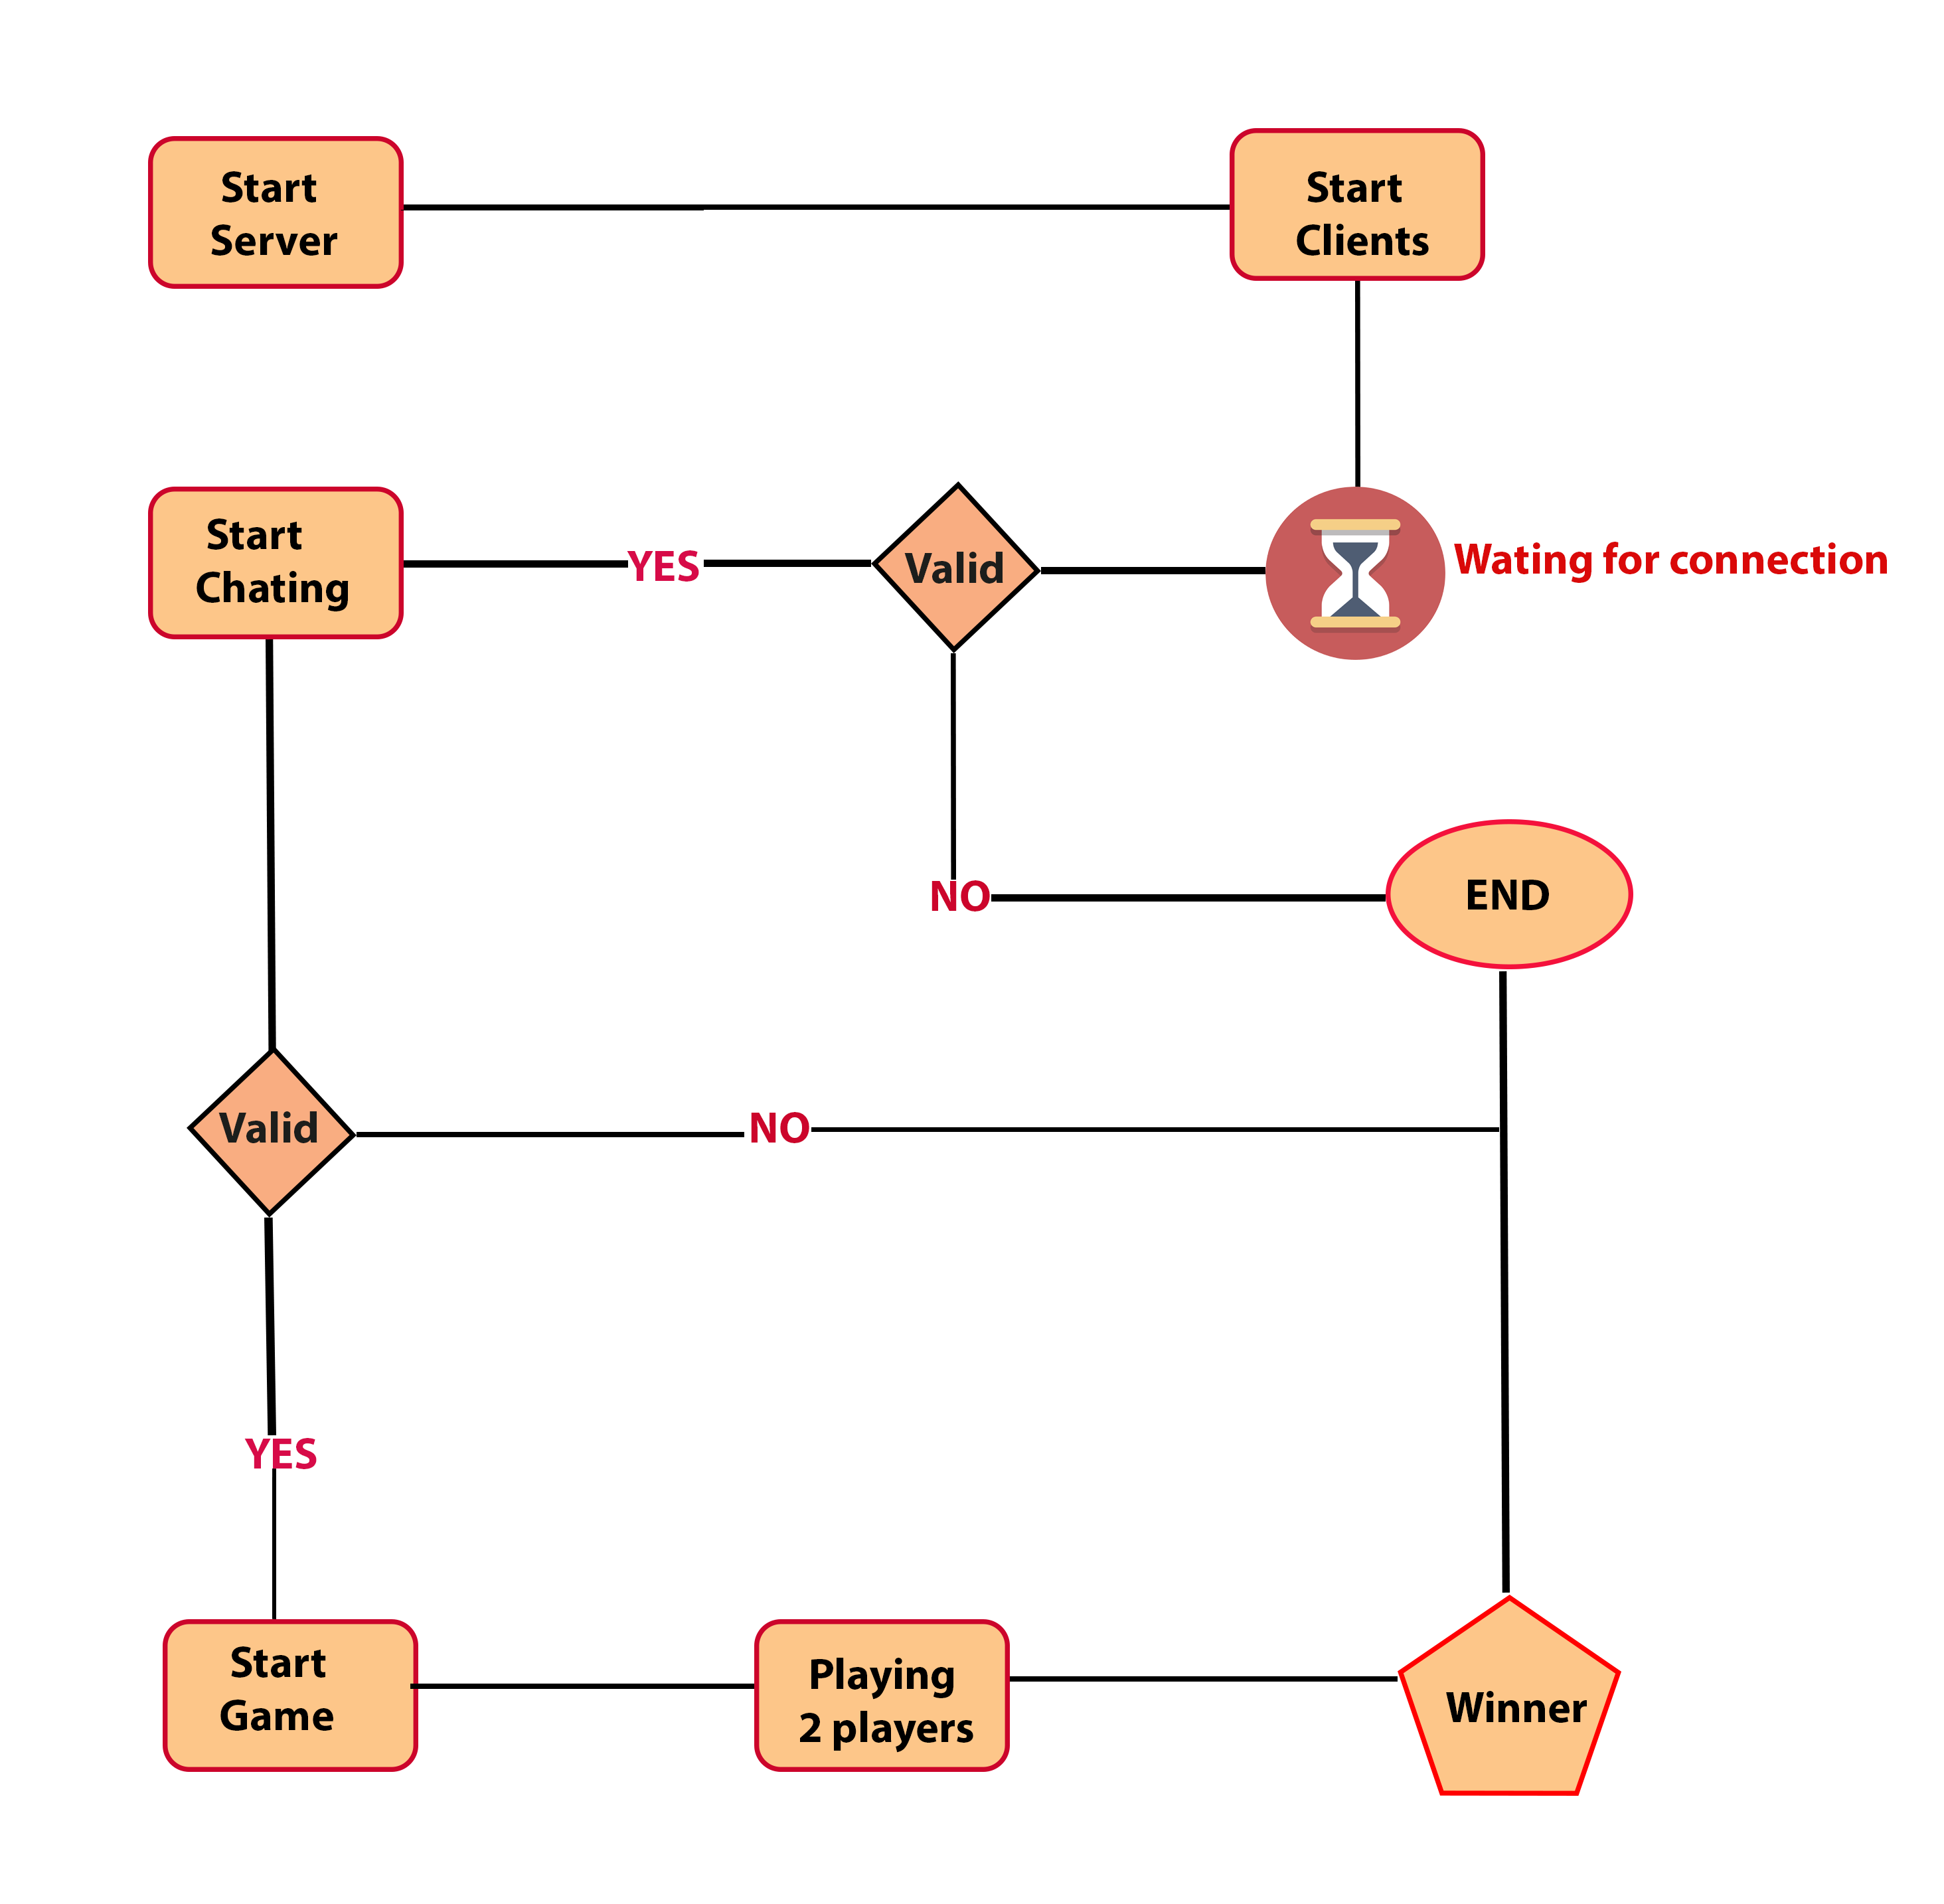 Start
Server
Start
Clients
Start
Chating
YES
Valid
Wating for connection
NO
END
Valid
NO
YES
Start
Game
Playing
2 players
Winner